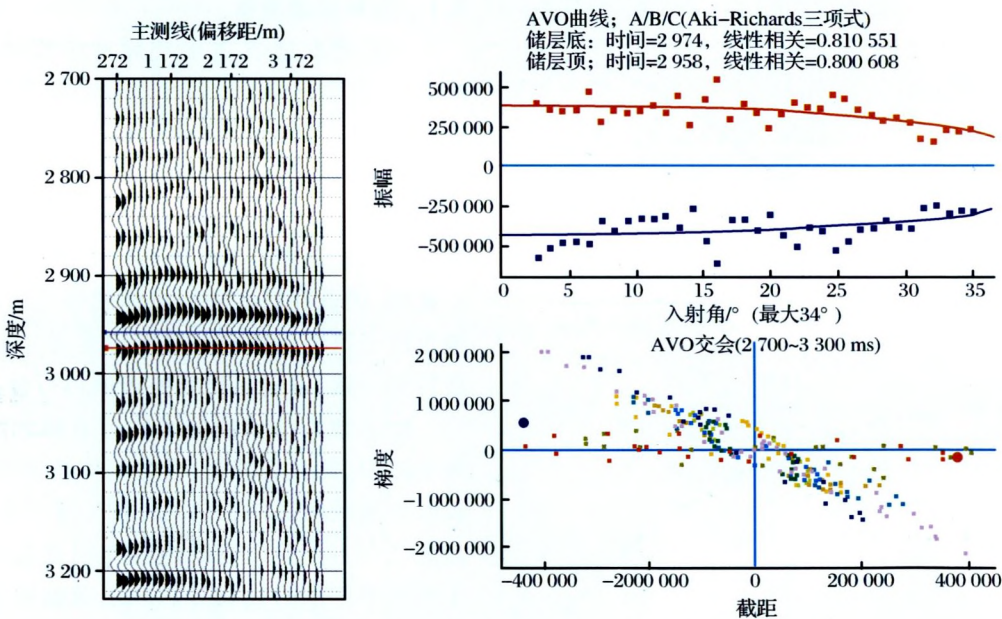 主测线(偏移距/m)
272 1 172 2 172 3 172
2 700
2 800
2 900
3 000
3 100
3 200
深度/m
AVO曲线；A/B/C(Aki-Richards三项式)
储层底：时间=2 974，线性相关=0.810 551
储层顶；时间=2 958，线性相关=0.800 608
500 000
250 000
0
-250 000
-500 000
振幅
0 5 10 15 20 25 30 35
入射角/° (最大34°)
AVO交会(2 700~3 300 ms)
2 000 000
1 000 000
0
-1 000 000
-2 000 000
梯度
-400 000 -2000 000 0 200 000 400 000
截距